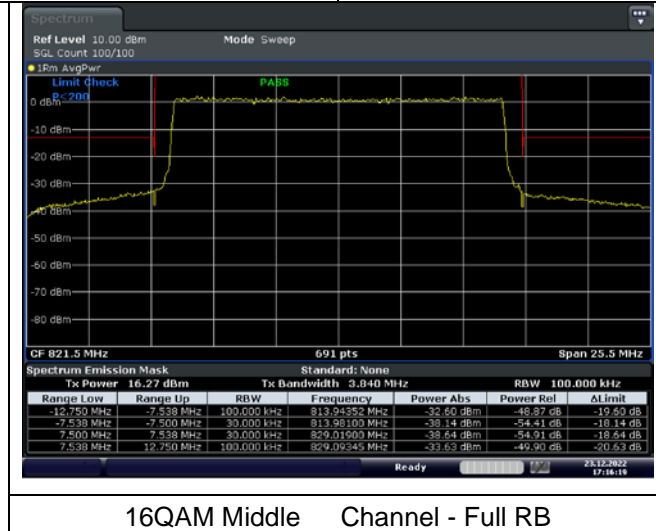 Spectrum
Ref Level 10.00 dBm Mode Sweep
SGL Count 100/100
1Rm AvgPwr
Limit Check PASS
P<200
0 dBm
-10 dBm
-20 dBm
-30 dBm
-40 dBm
-50 dBm
-60 dBm
-70 dBm
-80 dBm
CF 821.5 MHz 691 pts Span 25.5 MHz
Spectrum Emission Mask Standard: None
Tx Power 16.27 dBm Tx Bandwidth 3.840 MHz RBW 100.000 kHz
Range Low Range Up RBW Frequency Power Abs Power Rel ΔLimit
-12.750 MHz -7.538 MHz 100.000 kHz 813.94352 MHz -32.60 dBm -48.87 dB -19.60 dB
-7.538 MHz -7.500 MHz 30.000 kHz 813.98100 MHz -38.14 dBm -54.41 dB -18.14 dB
7.500 MHz 7.538 MHz 30.000 kHz 829.01900 MHz -38.64 dBm -54.91 dB -18.64 dB
7.538 MHz 12.750 MHz 100.000 kHz 829.09345 MHz -33.63 dBm -49.90 dB -20.63 dB
Ready 23.12.2022
17:16:19
16QAM Middle Channel - Full RB